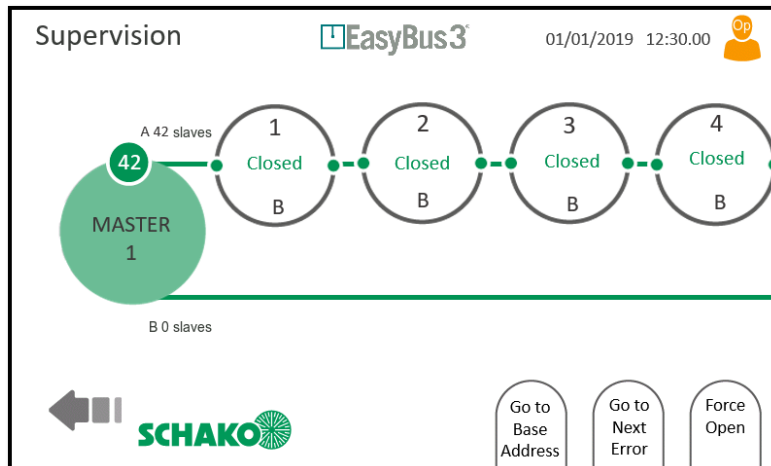 Supervision
EasyBus3
01/01/2019 12:30.00
Op
A 42 slaves
42
MASTER
1
1
Closed
B
2
Closed
B
3
Closed
B
4
Closed
B
B 0 slaves
SCHAKO
Go to
Base
Address
Go to
Next
Error
Force
Open